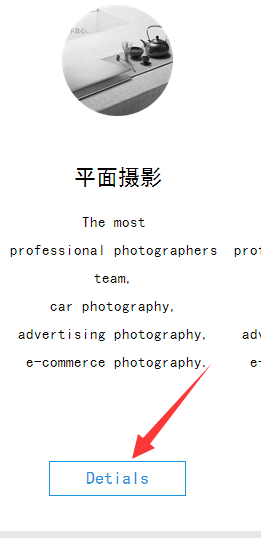 平面摄影
The most
professional photographers
team,
car photography,
advertising photography,
e-commerce photography.
Detials